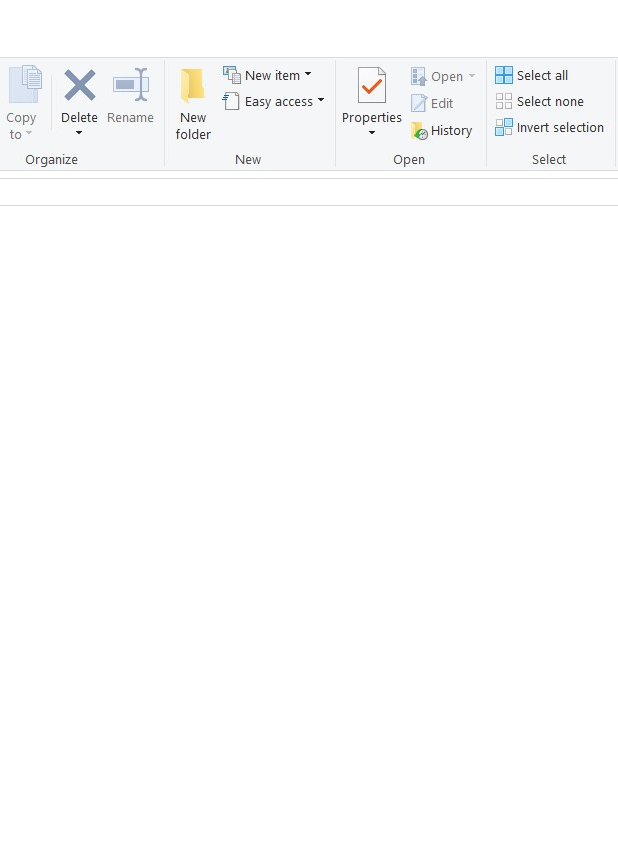 Copy
to
Delete
Rename
Organize
New
folder
New item
Easy access
New
Properties
Open
Edit
History
Open
Select all
Select none
Invert selection
Select